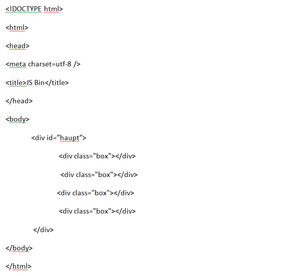 <!DOCTYPE html>
<html>
<head>
<meta charset=utf-8 />
<title>JS Bin</title>
</head>
<body>
<div id="haupt">
<div class="box"></div>
<div class="box"></div>
<div class="box"></div>
<div class="box"></div>
</div>
</body>
</html>